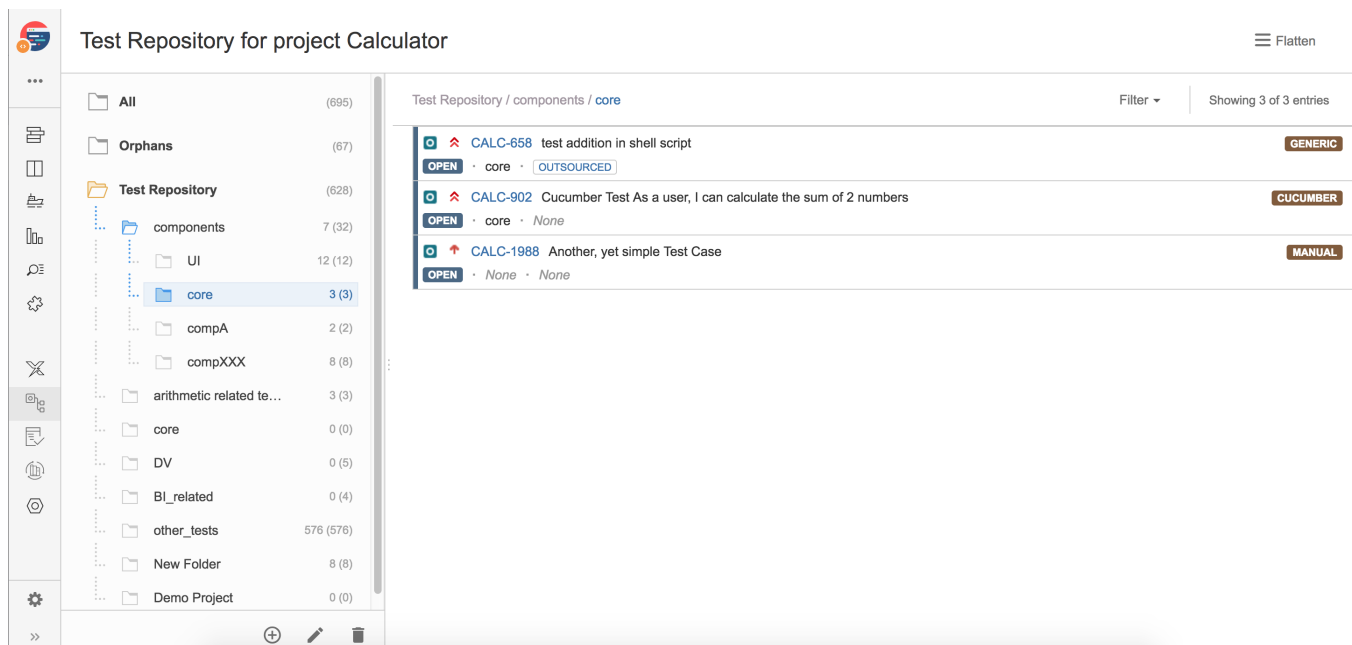 Test Repository for project Calculator
Flatten
All (695)
Orphans (67)
Test Repository (628)
components 7 (32)
UI 12 (12)
core 3 (3)
compA 2 (2)
compXXX 8 (8)
arithmetic related te... 3 (3)
core 0 (0)
DV 0 (5)
BI_related 0 (4)
other_tests 576 (576)
New Folder 8 (8)
Demo Project 0 (0)
Test Repository / components / core
Filter
Showing 3 of 3 entries
CALC-658 test addition in shell script GENERIC
OPEN · core · OUTSOURCED
CALC-902 Cucumber Test As a user, I can calculate the sum of 2 numbers CUCUMBER
OPEN · core · None
CALC-1988 Another, yet simple Test Case MANUAL
OPEN · None · None